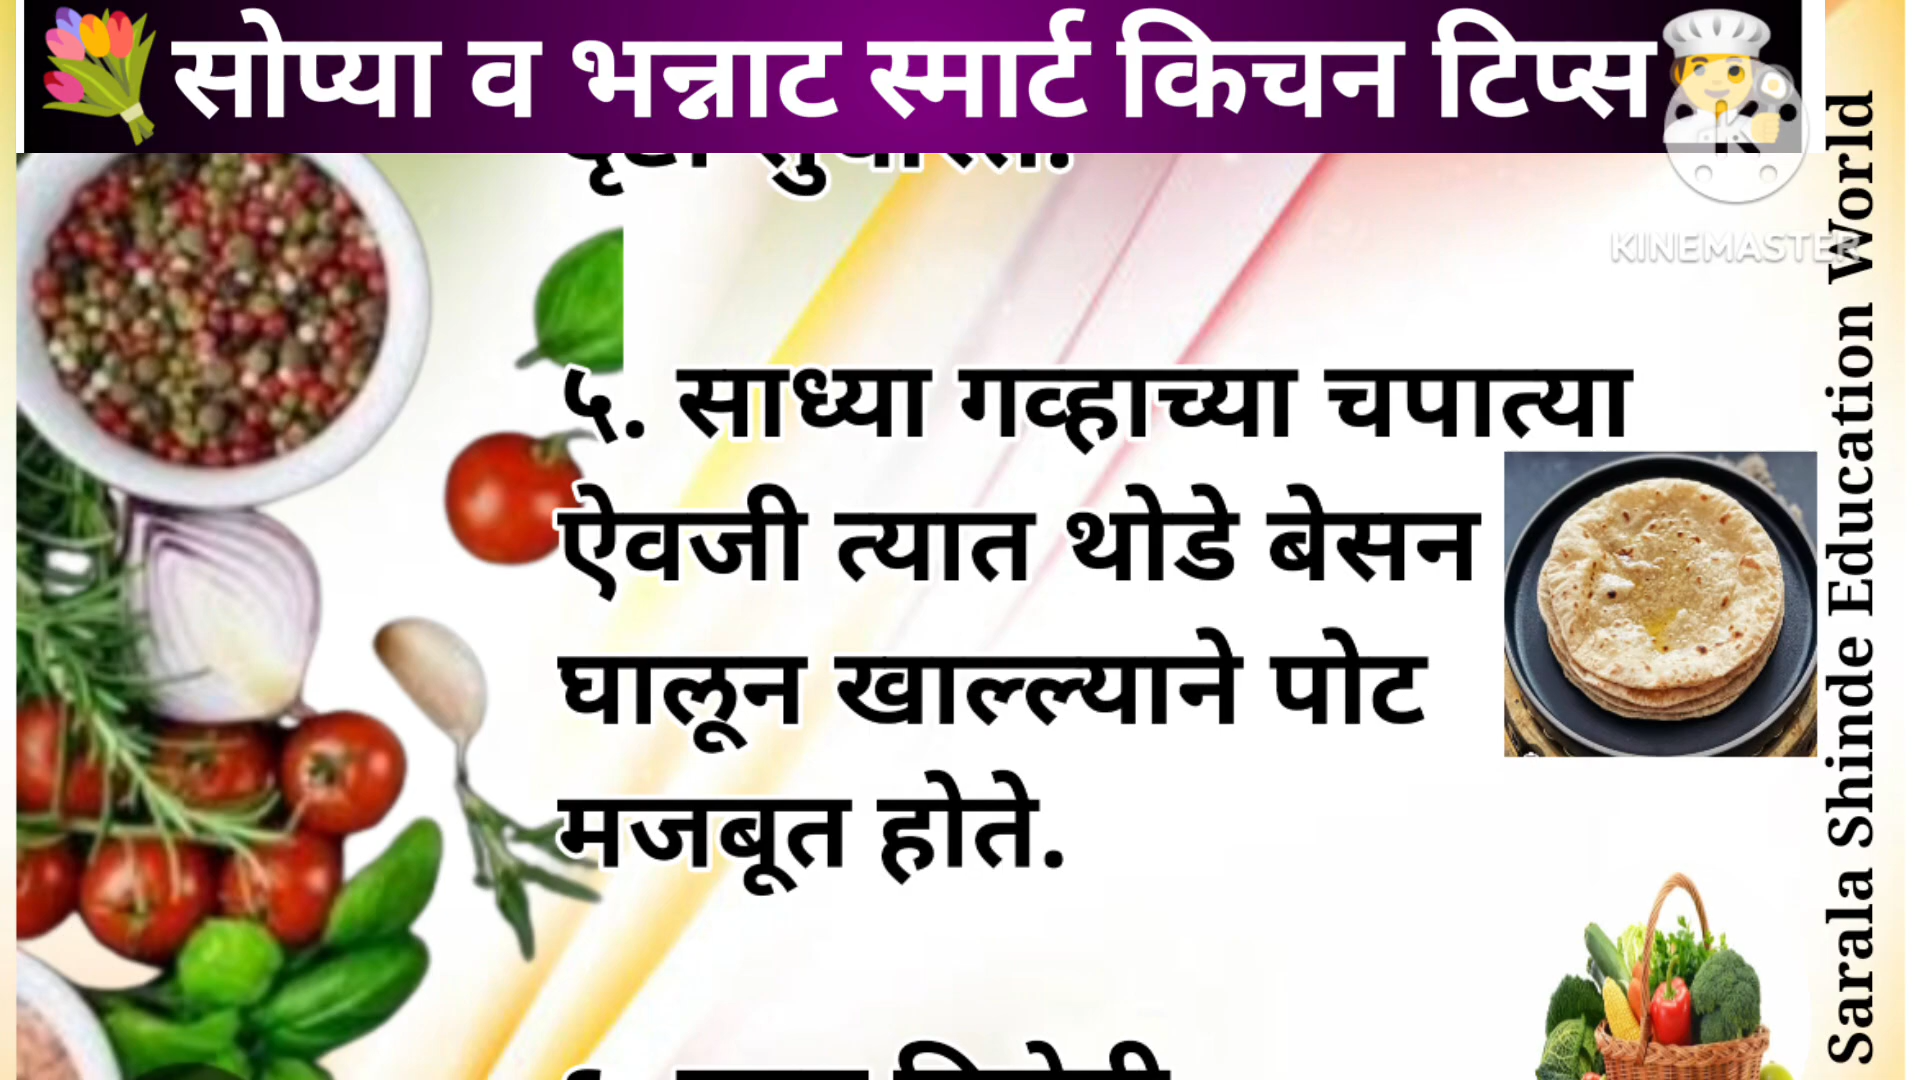 सोप्या व भन्नाट स्मार्ट किचन टिप्स
KINEMASTER
५. साध्या गव्हाच्या चपात्या
ऐवजी त्यात थोडे बेसन
घालून खाल्ल्याने पोट
मजबूत होते.
Sarala Shinde Education World